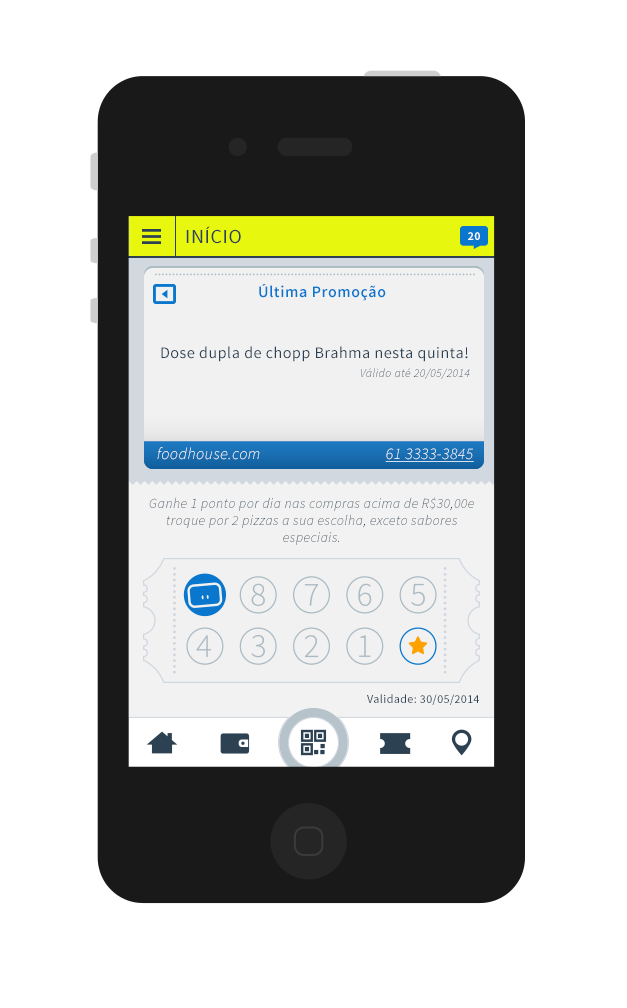 INÍCIO
20
Última Promoção
Dose dupla de chopp Brahma nesta quinta!
Válido até 20/05/2014
foodhouse.com 61 3333-3845
Ganhe 1 ponto por dia nas compras acima de R$30,00e
troque por 2 pizzas a sua escolha, exceto sabores
especiais.
8 7 6 5
4 3 2 1
Validade: 30/05/2014